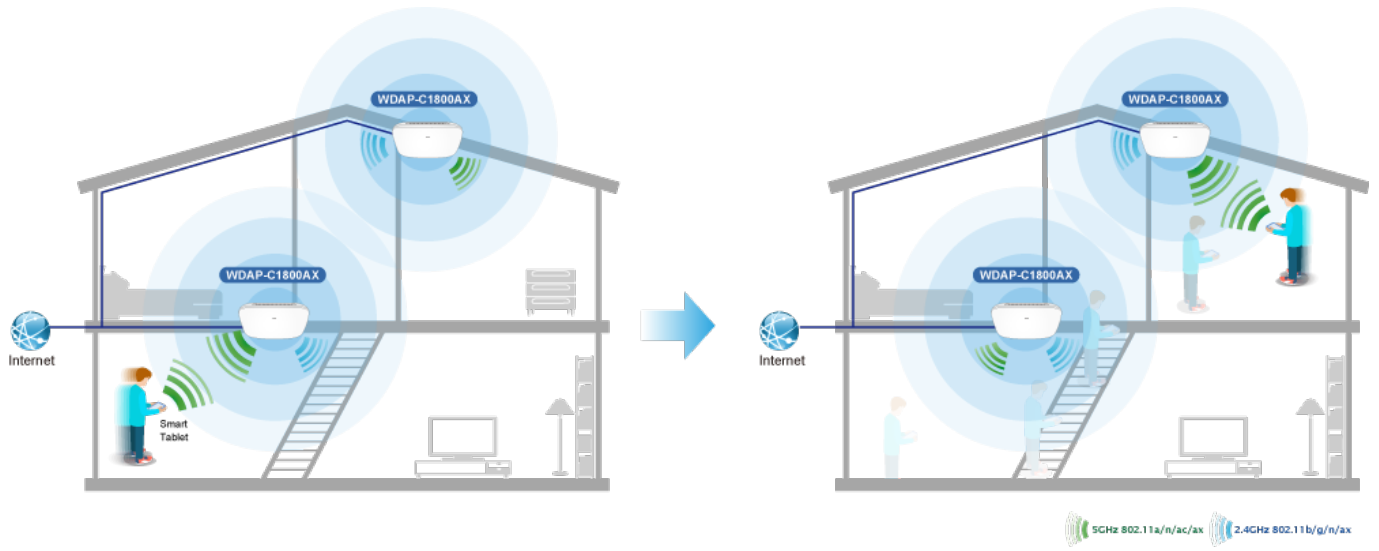 WDAP-C1800AX
WDAP-C1800AX
Internet
Smart
Tablet
WDAP-C1800AX
WDAP-C1800AX
Internet
5GHz 802.11a/n/ac/ax
2.4GHz 802.11b/g/n/ax